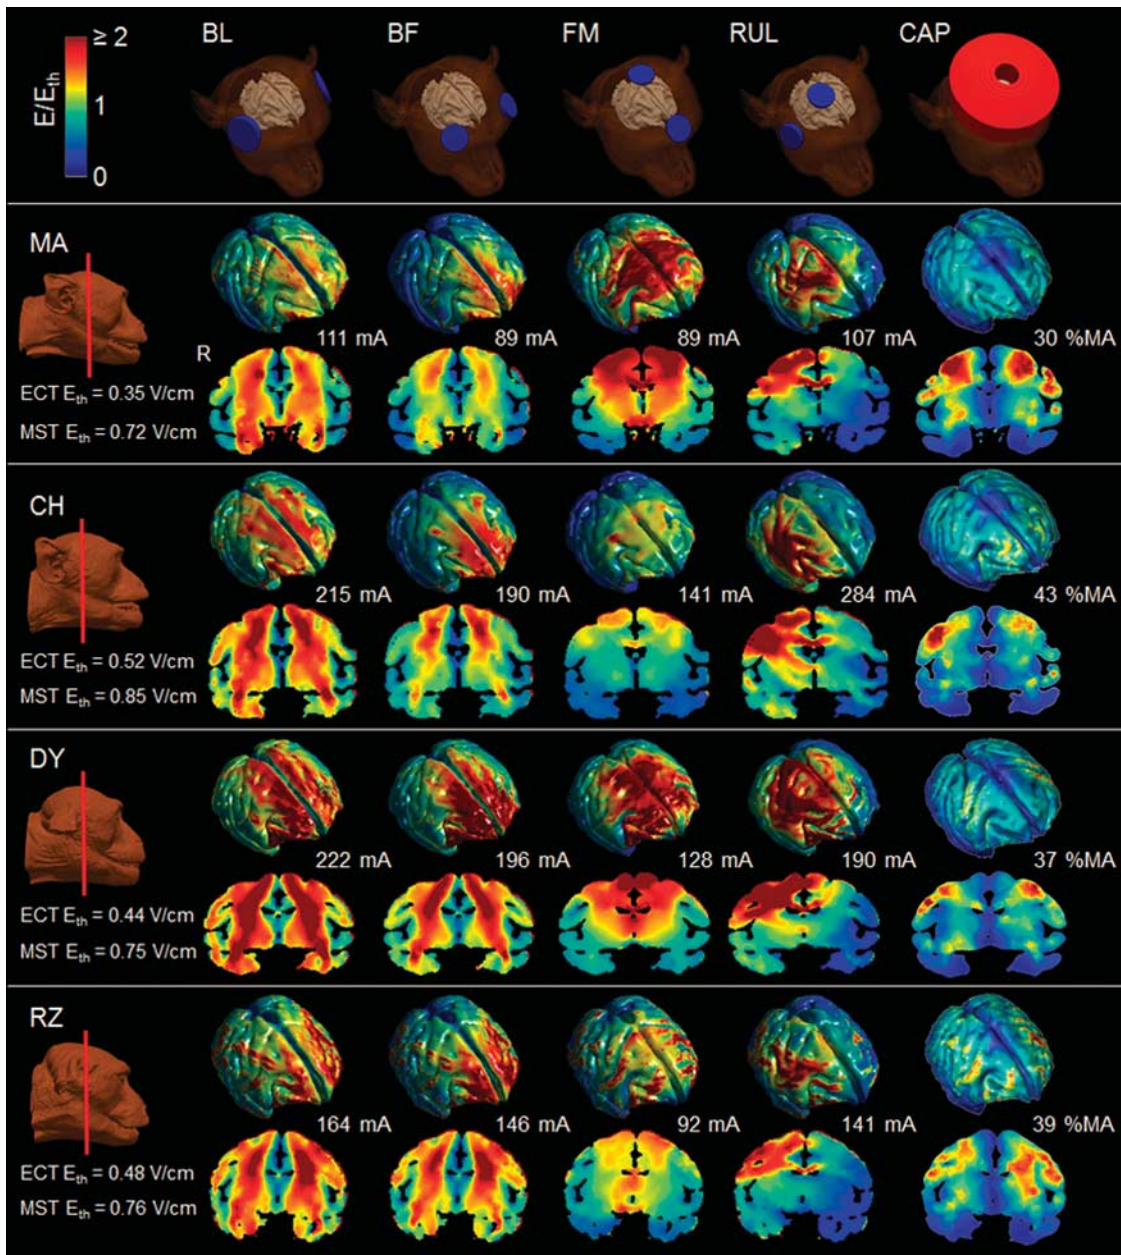 ≥ 2
1
0
E/Eth
BL
BF
FM
RUL
CAP
MA
111 mA
89 mA
89 mA
107 mA
30 %MA
R
ECT Eth = 0.35 V/cm
MST Eth = 0.72 V/cm
CH
215 mA
190 mA
141 mA
284 mA
43 %MA
ECT Eth = 0.52 V/cm
MST Eth = 0.85 V/cm
DY
222 mA
196 mA
128 mA
190 mA
37 %MA
ECT Eth = 0.44 V/cm
MST Eth = 0.75 V/cm
RZ
164 mA
146 mA
92 mA
141 mA
39 %MA
ECT Eth = 0.48 V/cm
MST Eth = 0.76 V/cm